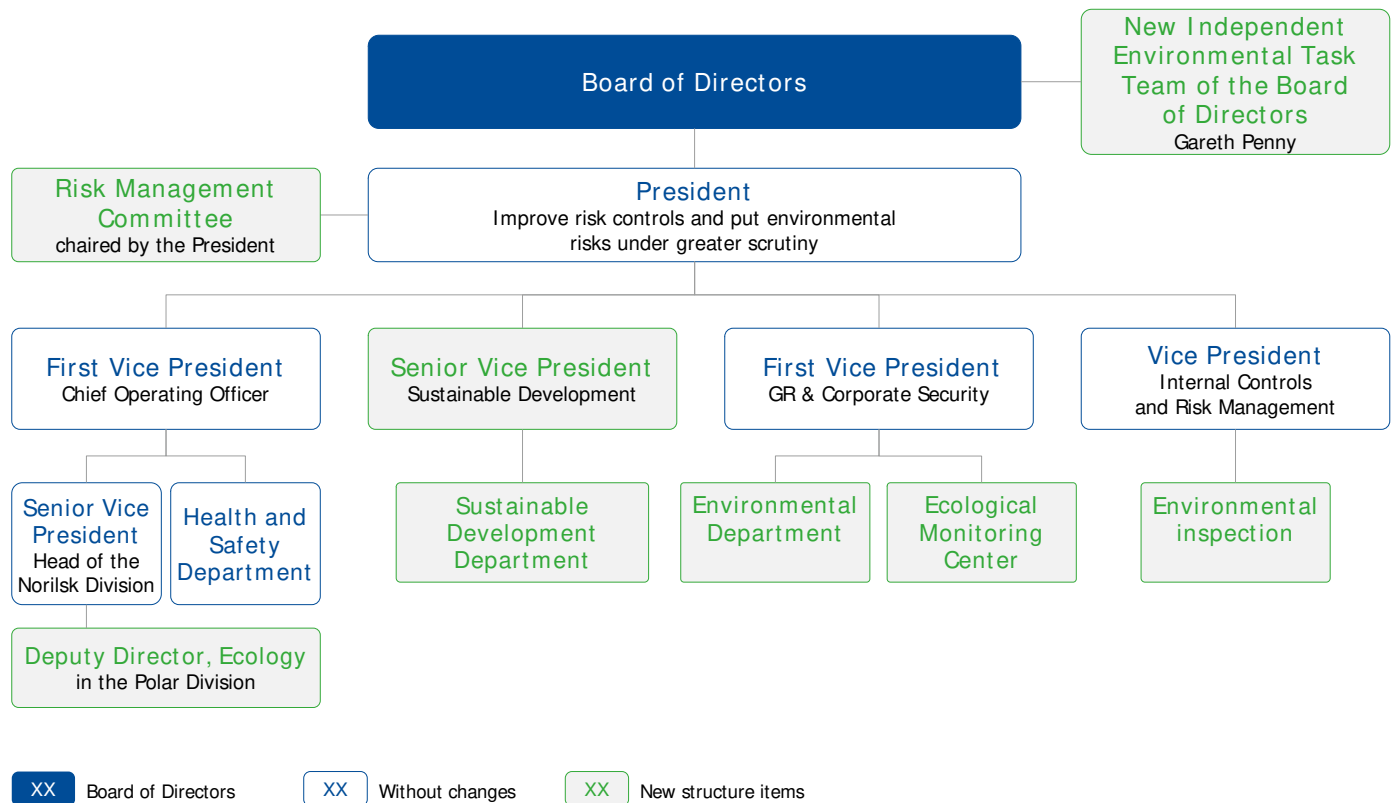 Board of Directors
New Independent
Environmental Task
Team of the Board
of Directors
Gareth Penny
Risk Management
Committee
chaired by the President
President
Improve risk controls and put environmental
risks under greater scrutiny
First Vice President
Chief Operating Officer
Senior Vice President
Sustainable Development
First Vice President
GR & Corporate Security
Vice President
Internal Controls
and Risk Management
Senior Vice
President
Head of the
Norilsk Division
Health and
Safety
Department
Sustainable
Development
Department
Environmental
Department
Ecological
Monitoring
Center
Environmental
inspection
Deputy Director, Ecology
in the Polar Division
XX Board of Directors
XX Without changes
XX New structure items